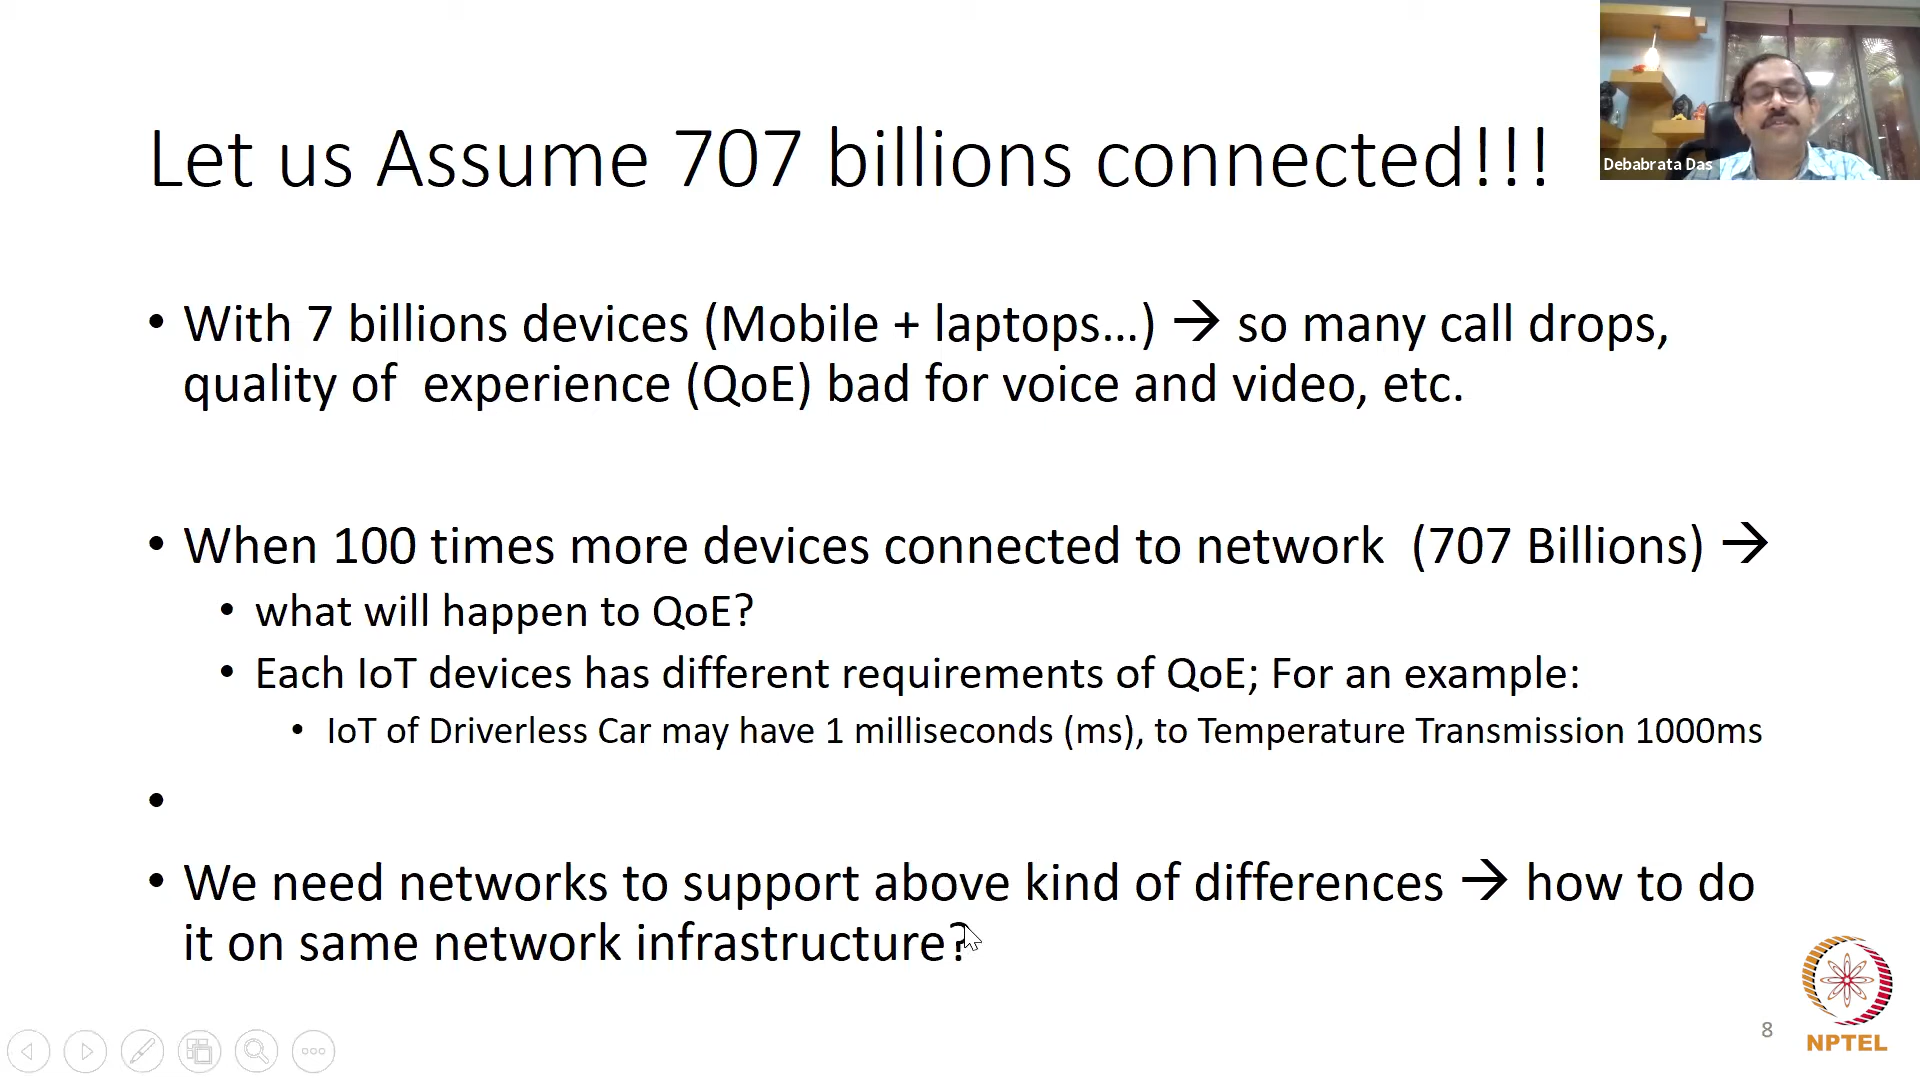 Let us Assume 707 billions connected!!!
Debabrata Das
• With 7 billions devices (Mobile + laptops…) → so many call drops,
quality of  experience (QoE) bad for voice and video, etc.
• When 100 times more devices connected to network  (707 Billions) →
• what will happen to QoE?
• Each IoT devices has different requirements of QoE; For an example:
• IoT of Driverless Car may have 1 milliseconds (ms), to Temperature Transmission 1000ms
•
• We need networks to support above kind of differences → how to do
it on same network infrastructure?
8
NPTEL